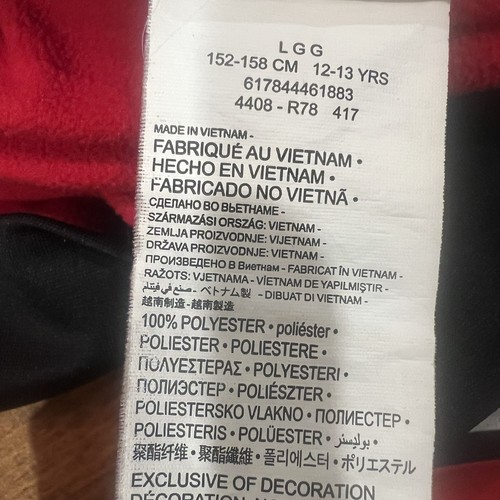 L G G
152-158 CM 12-13 YRS
617844461883
4408 - R78 417
MADE IN VIETNAM -
FABRIQUÉ AU VIETNAM •
HECHO EN VIETNAM •
FABRICADO NO VIETNÃ •
СДЕЛАНО ВО ВЬЕТНАМЕ -
SZÁRMAZÁSI ORSZÁG: VIETNAM -
ZEMLJA PROIZVODNJE: VIJETNAM -
DRŽAVA PROIZVODNJE: VIETNAM -
ПРОИЗВЕДЕНО В Виетнам - FABRICAT ÎN VIETNAM -
RAŽOTS: VJETNAMA - VİETNAM DE YAPILMIŞTIR -
صنع في فيتنام - ベトナム製 - DIBUAT DI VIETNAM -
越南制造 - 越南製造
100% POLYESTER • poliéster •
POLIESTER • POLIESTERE •
ΠΟΛΥΕΣΤΕΡΑΣ • POLYESTERI •
ПОЛИЭСТЕР • POLIÉSZTER •
POLIESTERSKO VLAKNO • ПОЛИЕСТЕР •
POLIESTERIS • POLÜESTER • بوليستر •
聚酯纤维 • 聚酯纖維 • 폴리에스터 • ポリエステル
EXCLUSIVE OF DECORATION